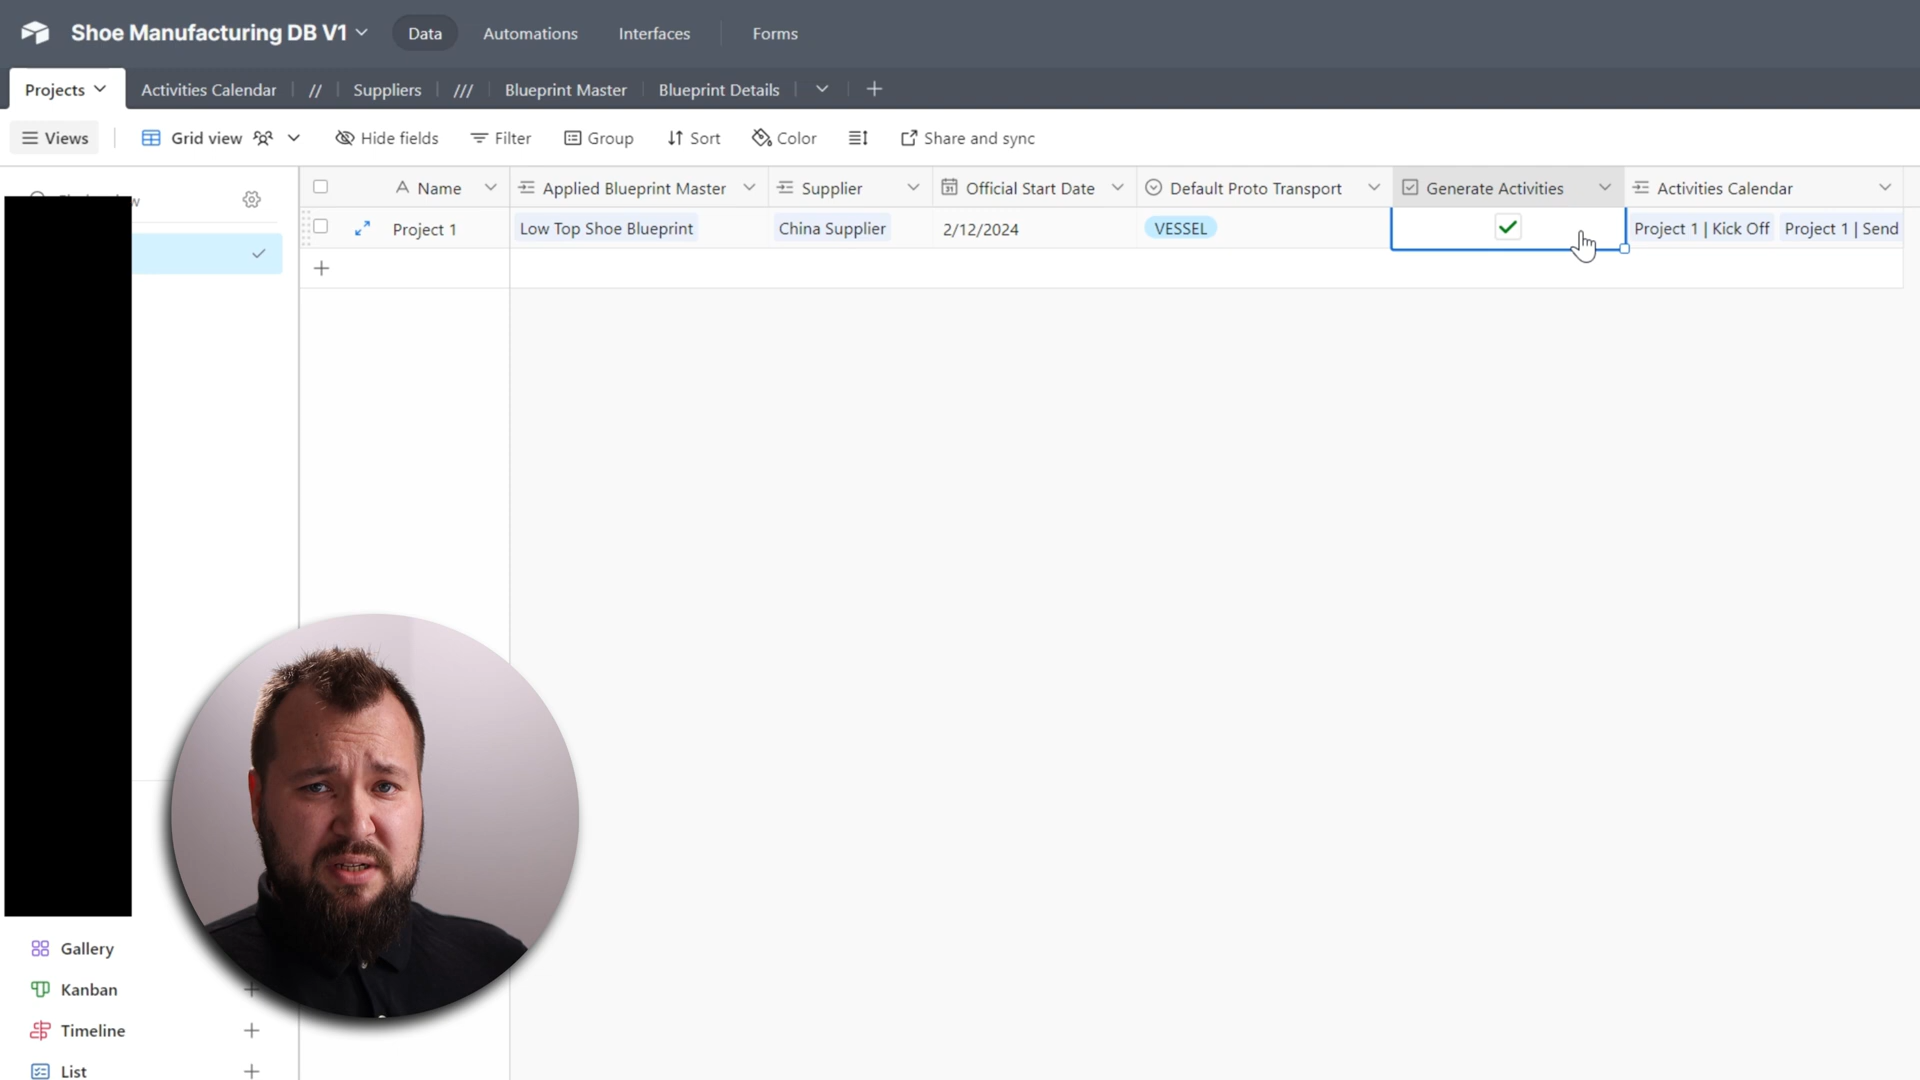 Shoe Manufacturing DB V1 Data Automations Interfaces Forms
Projects Activities Calendar // Suppliers /// Blueprint Master Blueprint Details
Views Grid view Hide fields Filter Group Sort Color Share and sync
Name Applied Blueprint Master Supplier Official Start Date Default Proto Transport Generate Activities Activities Calendar
Project 1 Low Top Shoe Blueprint China Supplier 2/12/2024 VESSEL Project 1 | Kick Off Project 1 | Send
Gallery
Kanban
Timeline
List